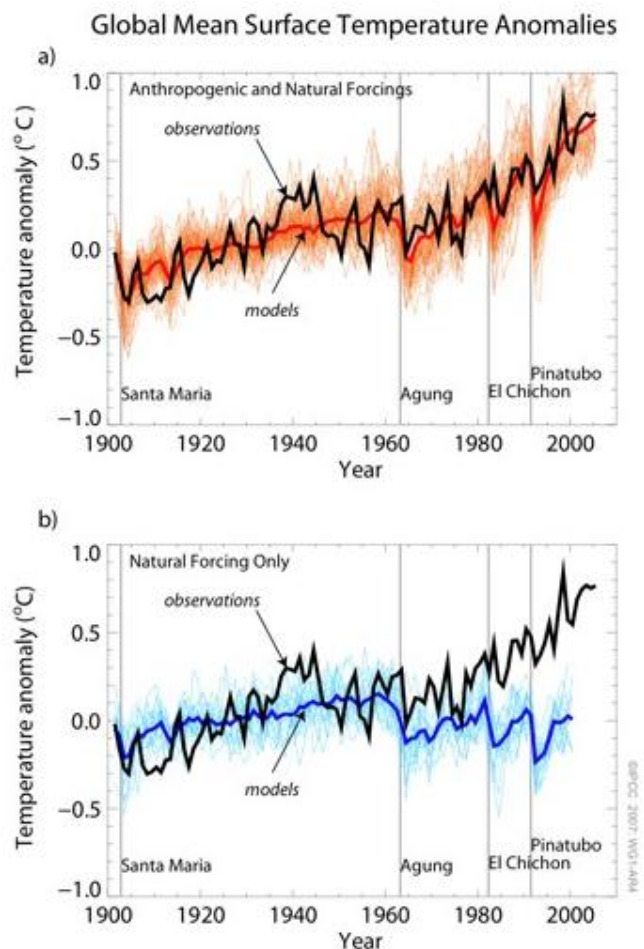 Global Mean Surface Temperature Anomalies
a)
Temperature anomaly (° C)
1.0
0.5
0.0
−0.5
−1.0
Anthropogenic and Natural Forcings
observations
models
Santa Maria
Agung
El Chichon
Pinatubo
1900
1920
1940
1960
1980
2000
Year
b)
Temperature anomaly (°C)
1.0
0.5
0.0
−0.5
−1.0
Natural Forcing Only
observations
models
Santa Maria
Agung
El Chichon
Pinatubo
1900
1920
1940
1960
1980
2000
Year
©IPCC 2007: WG1-AR4